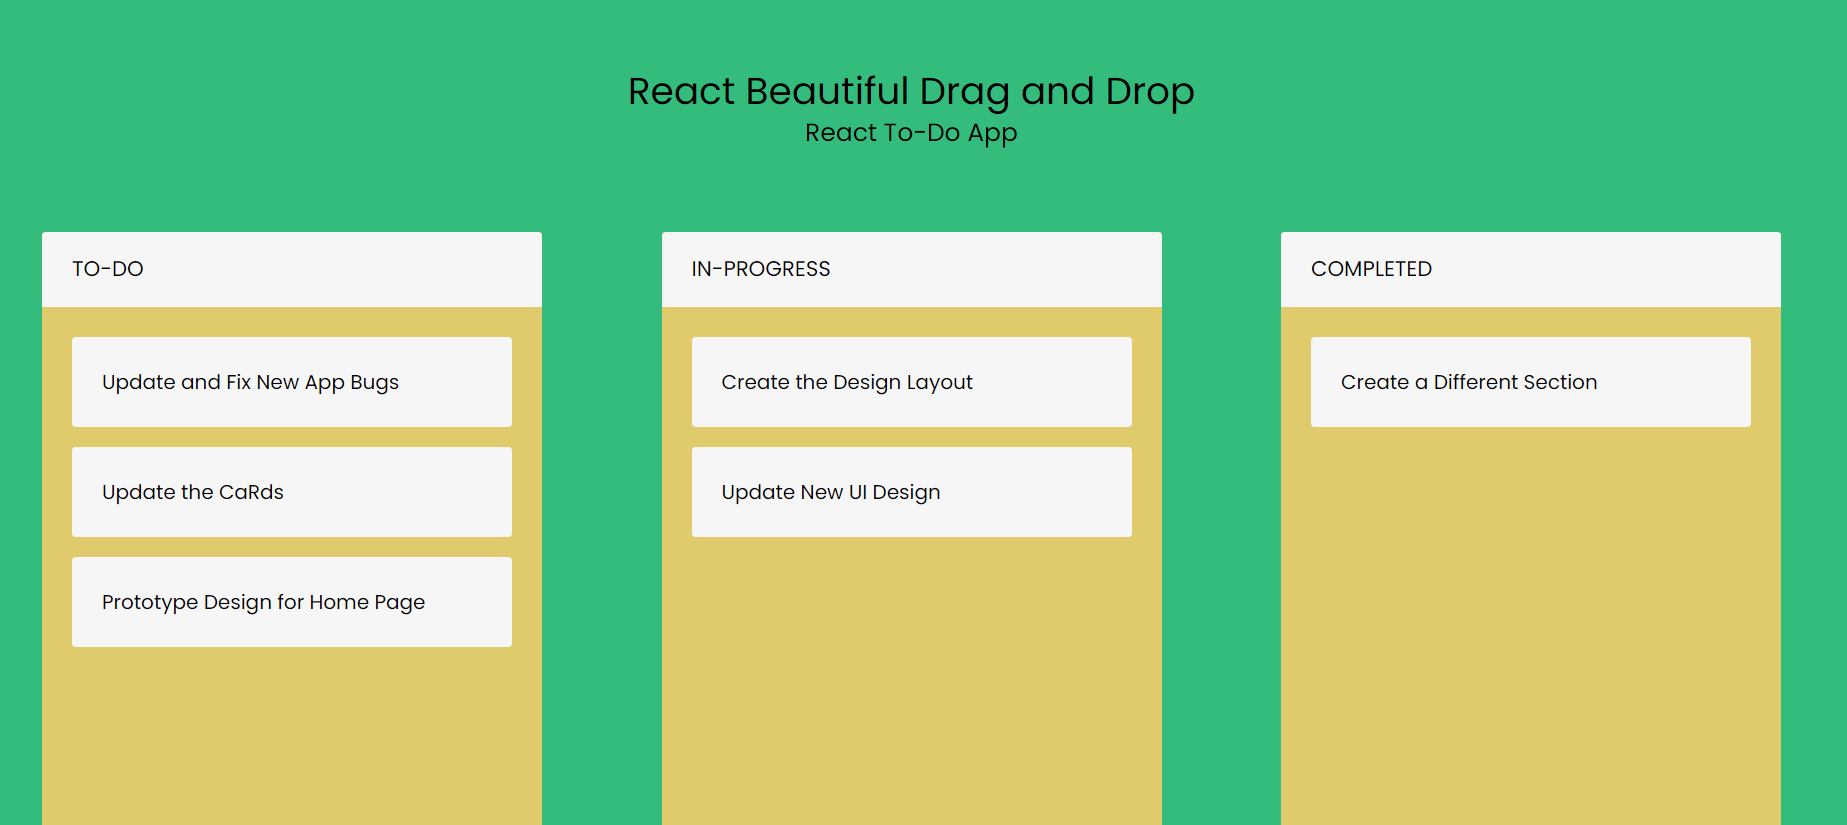 React Beautiful Drag and Drop
React To-Do App
TO-DO
Update and Fix New App Bugs
Update the CaRds
Prototype Design for Home Page
IN-PROGRESS
Create the Design Layout
Update New UI Design
COMPLETED
Create a Different Section